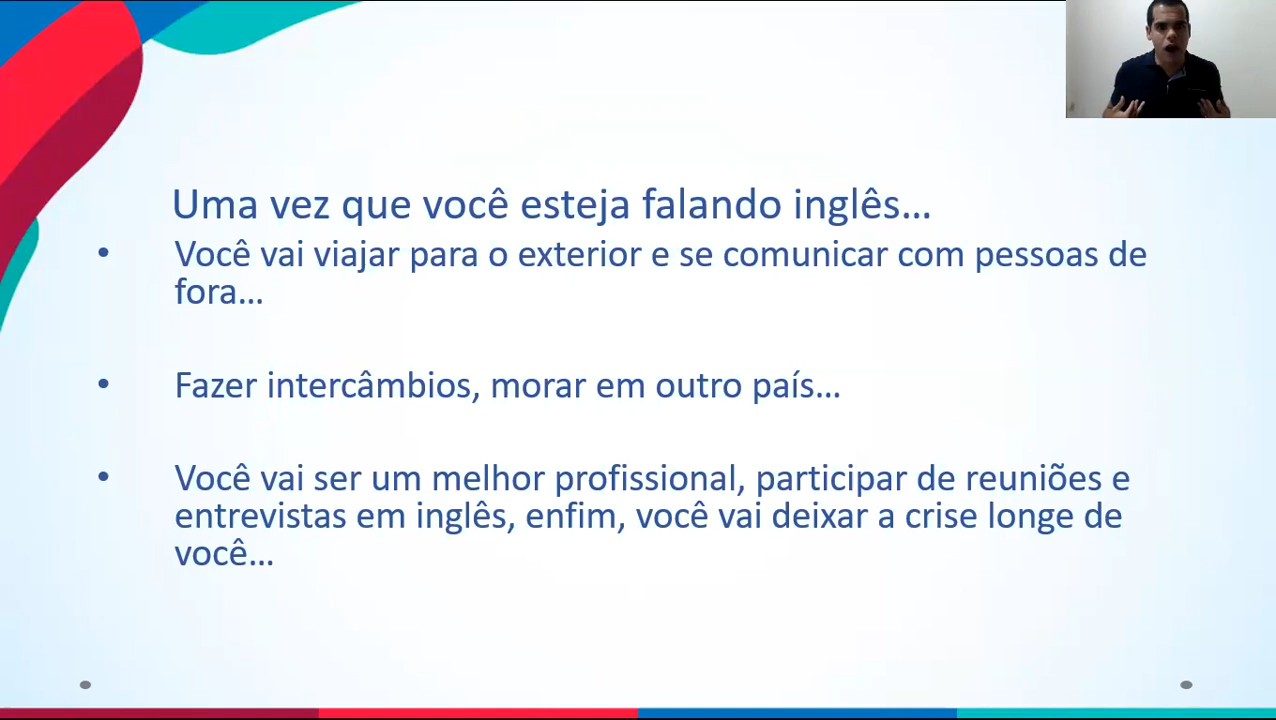 Uma vez que você esteja falando inglês...
• Você vai viajar para o exterior e se comunicar com pessoas de
fora...
• Fazer intercâmbios, morar em outro país...
• Você vai ser um melhor profissional, participar de reuniões e
entrevistas em inglês, enfim, você vai deixar a crise longe de
você...